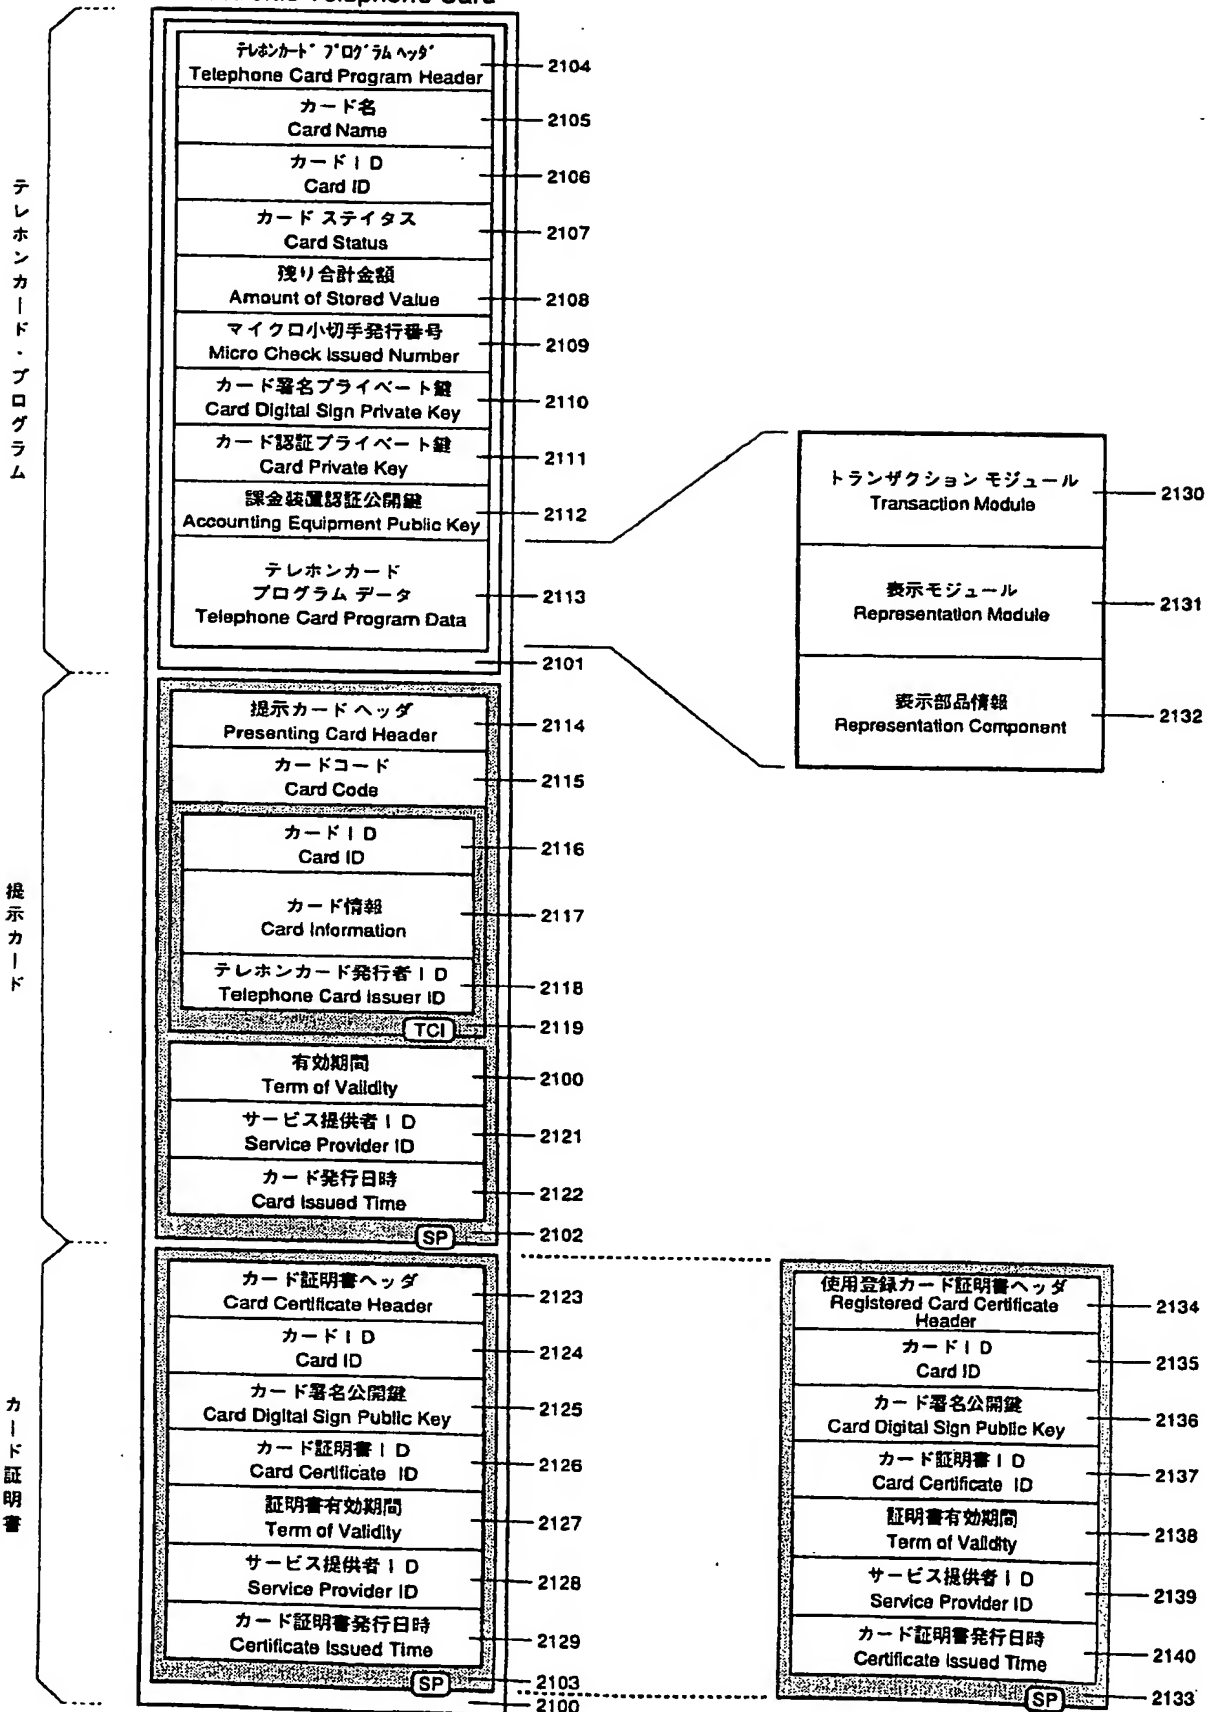 Telephone Card
テレホンカード・プログラム
テレホンカード プログラム ヘッダ
Telephone Card Program Header
2104
カード名
Card Name
2105
カードID
Card ID
2106
カード ステイタス
Card Status
2107
残り合計金額
Amount of Stored Value
2108
マイクロ小切手発行番号
Micro Check Issued Number
2109
カード署名プライベート鍵
Card Digital Sign Private Key
2110
カード認証プライベート鍵
Card Private Key
2111
課金装置認証公開鍵
Accounting Equipment Public Key
2112
テレホンカード
プログラム データ
Telephone Card Program Data
2113
2101
トランザクション モジュール
Transaction Module
2130
表示モジュール
Representation Module
2131
表示部品情報
Representation Component
2132
提示カード
提示カード ヘッダ
Presenting Card Header
2114
カードコード
Card Code
2115
カードID
Card ID
2116
カード情報
Card Information
2117
テレホンカード発行者ID
Telephone Card Issuer ID
2118
TCI
2119
有効期間
Term of Validity
2100
サービス提供者ID
Service Provider ID
2121
カード発行日時
Card Issued Time
2122
SP
2102
カード証明書
カード証明書ヘッダ
Card Certificate Header
2123
カードID
Card ID
2124
カード署名公開鍵
Card Digital Sign Public Key
2125
カード証明書ID
Card Certificate ID
2126
証明書有効期間
Term of Validity
2127
サービス提供者ID
Service Provider ID
2128
カード証明書発行日時
Certificate Issued Time
2129
SP
2103
2100
使用登録カード証明書ヘッダ
Registered Card Certificate
Header
2134
カードID
Card ID
2135
カード署名公開鍵
Card Digital Sign Public Key
2136
カード証明書ID
Card Certificate ID
2137
証明書有効期間
Term of Validity
2138
サービス提供者ID
Service Provider ID
2139
カード証明書発行日時
Certificate Issued Time
2140
SP
2133